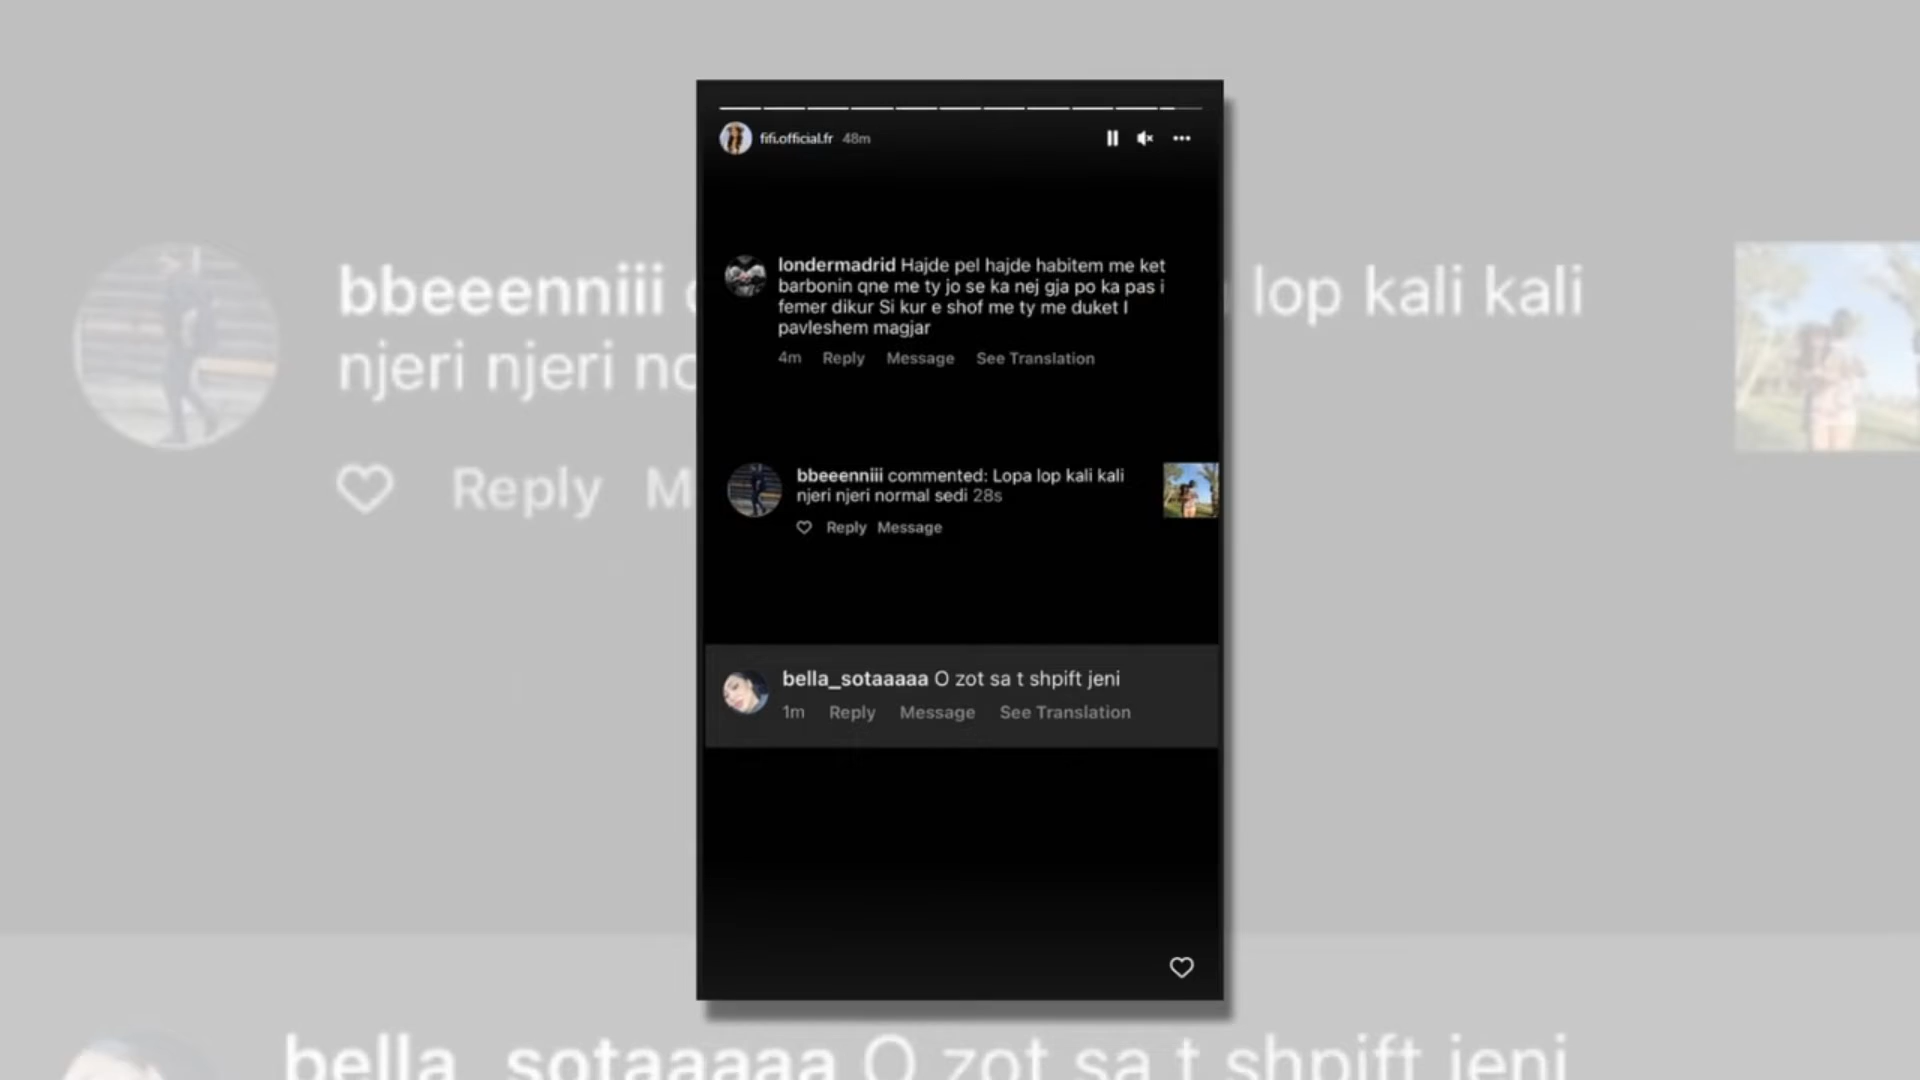 fifi.official.fr 48m
londermadrid Hajde pel hajde habitem me ket
barbonin qne me ty jo se ka nej gja po ka pas i
femer dikur Si kur e shof me ty me duket I
pavleshem magjar
4m Reply Message See Translation
bbeeenniii commented: Lopa lop kali kali
njeri njeri normal sedi 28s
Reply Message
bella_sotaaaaa O zot sa t shpift jeni
1m Reply Message See Translation
bbeeenniii
lop kali kali
njeri njeri
Reply
bella_sotaaaaa O zot sa t shpift jeni